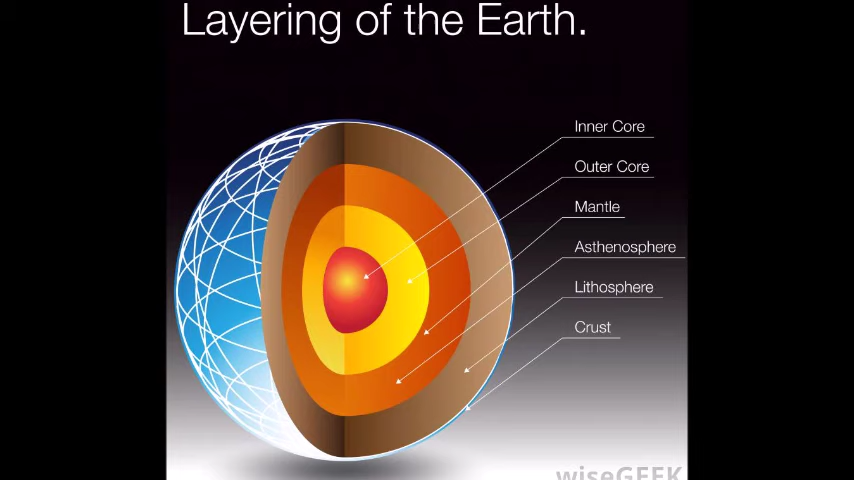 Layering of the Earth.
Inner Core
Outer Core
Mantle
Asthenosphere
Lithosphere
Crust
wiseGEEK